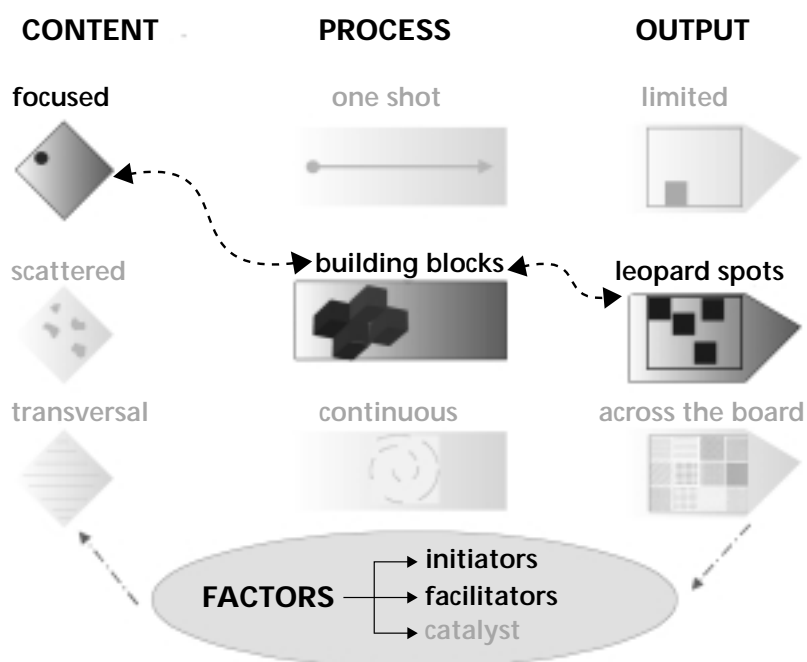 CONTENT PROCESS OUTPUT
focused one shot limited
scattered building blocks leopard spots
transversal continuous across the board
FACTORS initiators
facilitators
catalyst